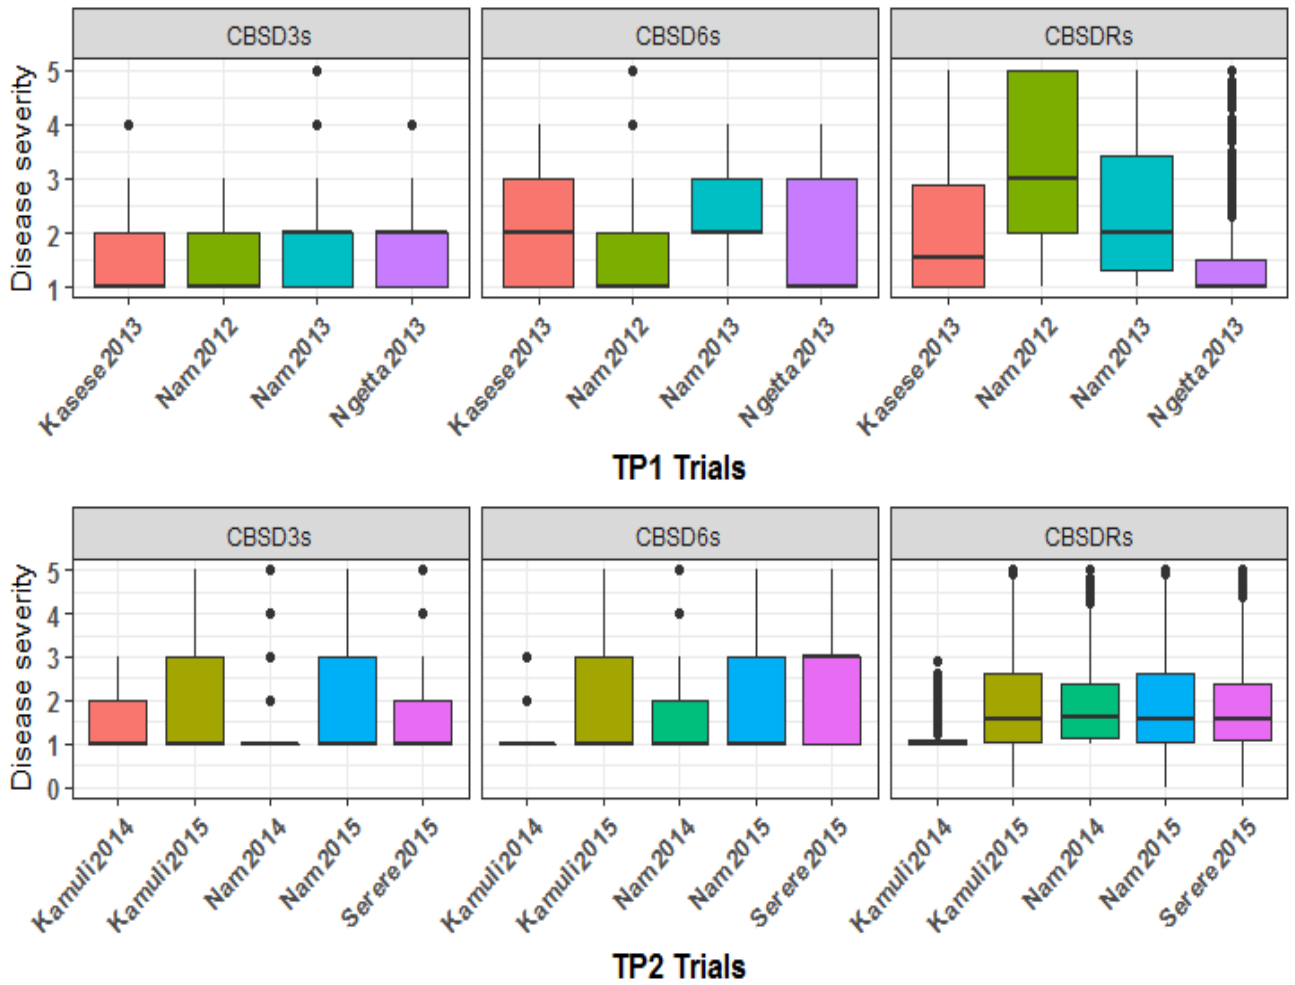 CBSD3s CBSD6s CBSDRs
Disease severity
5
4
3
2
1
Kasese2013 Nam2012 Nam2013 Ngetta2013 Kasese2013 Nam2012 Nam2013 Ngetta2013 Kasese2013 Nam2012 Nam2013 Ngetta2013
TP1 Trials
CBSD3s CBSD6s CBSDRs
Disease severity
5
4
3
2
1
0
Kamuli2014 Kamuli2015 Nam2014 Nam2015 Serere2015 Kamuli2014 Kamuli2015 Nam2014 Nam2015 Serere2015 Kamuli2014 Kamuli2015 Nam2014 Nam2015 Serere2015
TP2 Trials